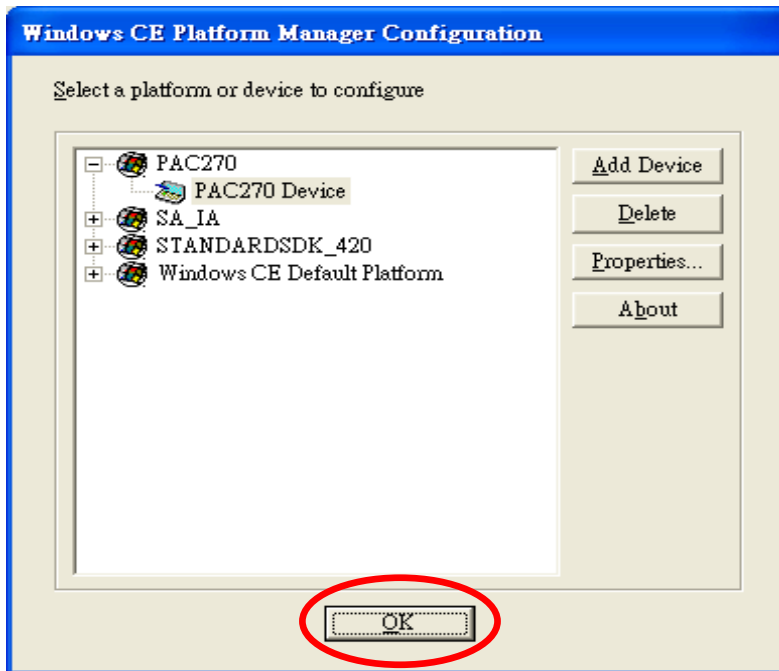 Windows CE Platform Manager Configuration
Select a platform or device to configure
PAC270
PAC270 Device
SA_IA
STANDARDSDK_420
Windows CE Default Platform
Add Device
Delete
Properties...
About
OK